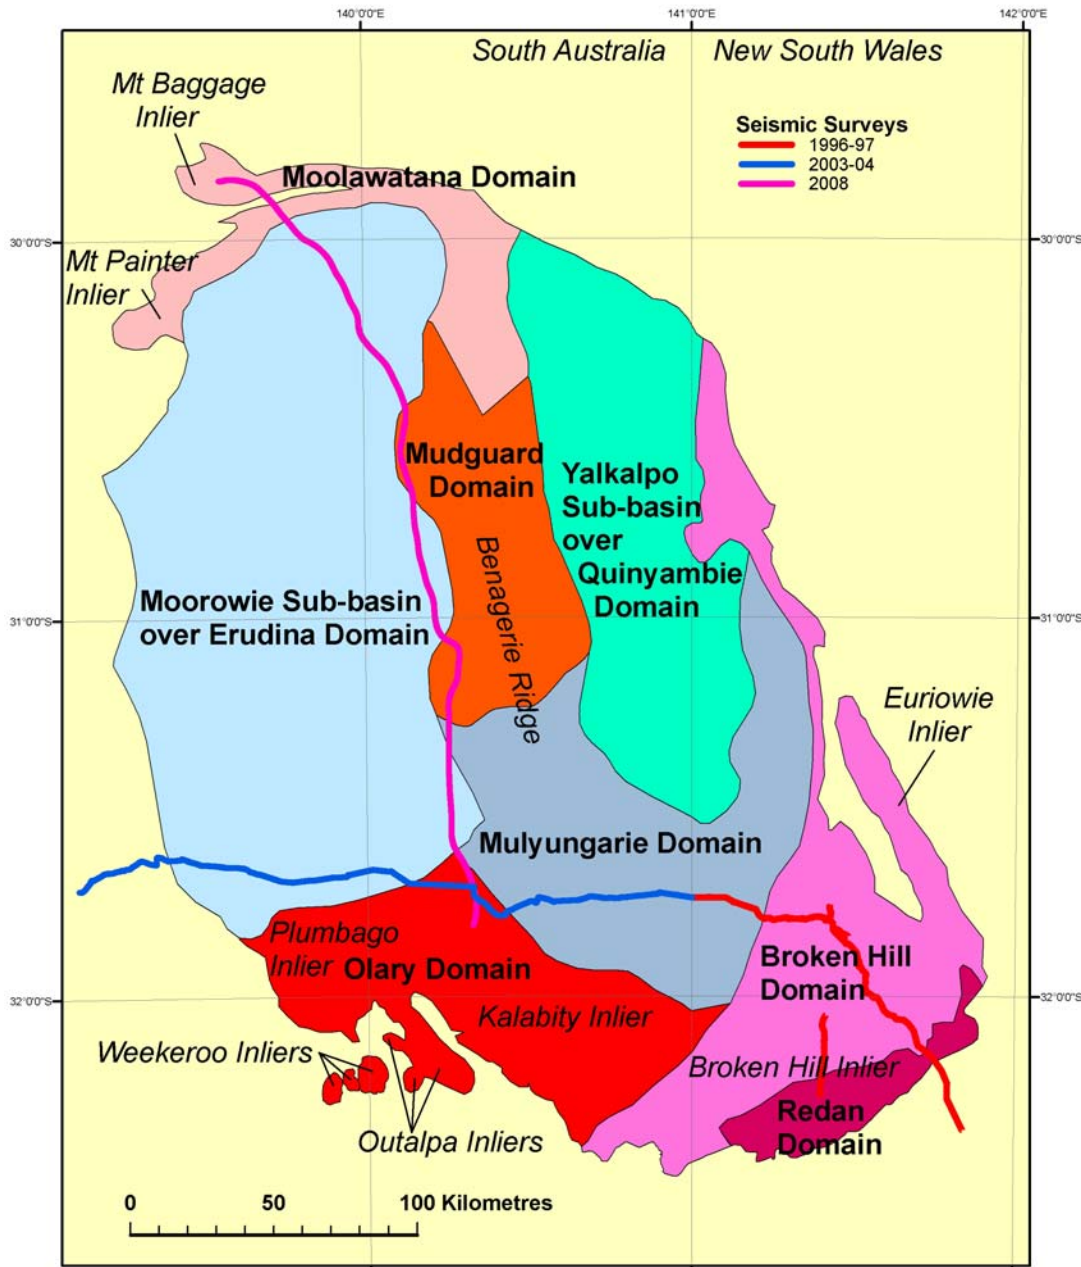 140°0'0"E
141°0'0"E
142°0'0"E
South Australia
New South Wales
Mt Baggage
Inlier
Seismic Surveys
1996-97
2003-04
2008
Moolawatana Domain
30°0'0"S
30°0'0"S
Mt Painter
Inlier
Mudguard
Domain
Yalkalpo
Sub-basin
over
Quinyambie
Domain
Benagerie Ridge
Moorowie Sub-basin
over Erudina Domain
31°0'0"S
31°0'0"S
Euriowie
Inlier
Mulyungarie Domain
Plumbago
Inlier
Olary Domain
Broken Hill
Domain
32°0'0"S
32°0'0"S
Kalabity Inlier
Weekeroo Inliers
Broken Hill Inlier
Redan
Domain
Outalpa Inliers
0
50
100 Kilometres